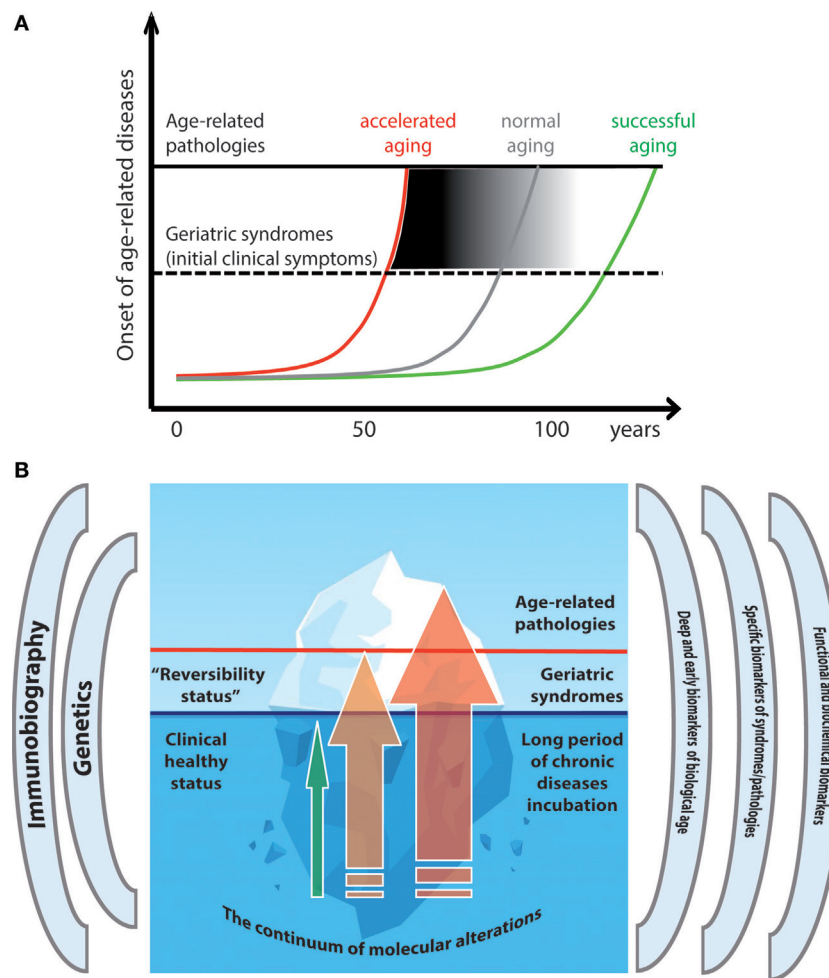 A
Onset of age-related diseases
Age-related
pathologies
accelerated
aging
normal
aging
successful
aging
Geriatric syndromes
(initial clinical symptoms)
0
50
100
years
B
Immunobiography
Genetics
Age-related
pathologies
"Reversibility
status"
Geriatric
syndromes
Clinical
healthy
status
Long period
of chronic
diseases
incubation
The continuum of molecular alterations
Deep and early biomarkers of biological age
Specific biomarkers of syndromes/pathologies
Functional and biochemical biomarkers